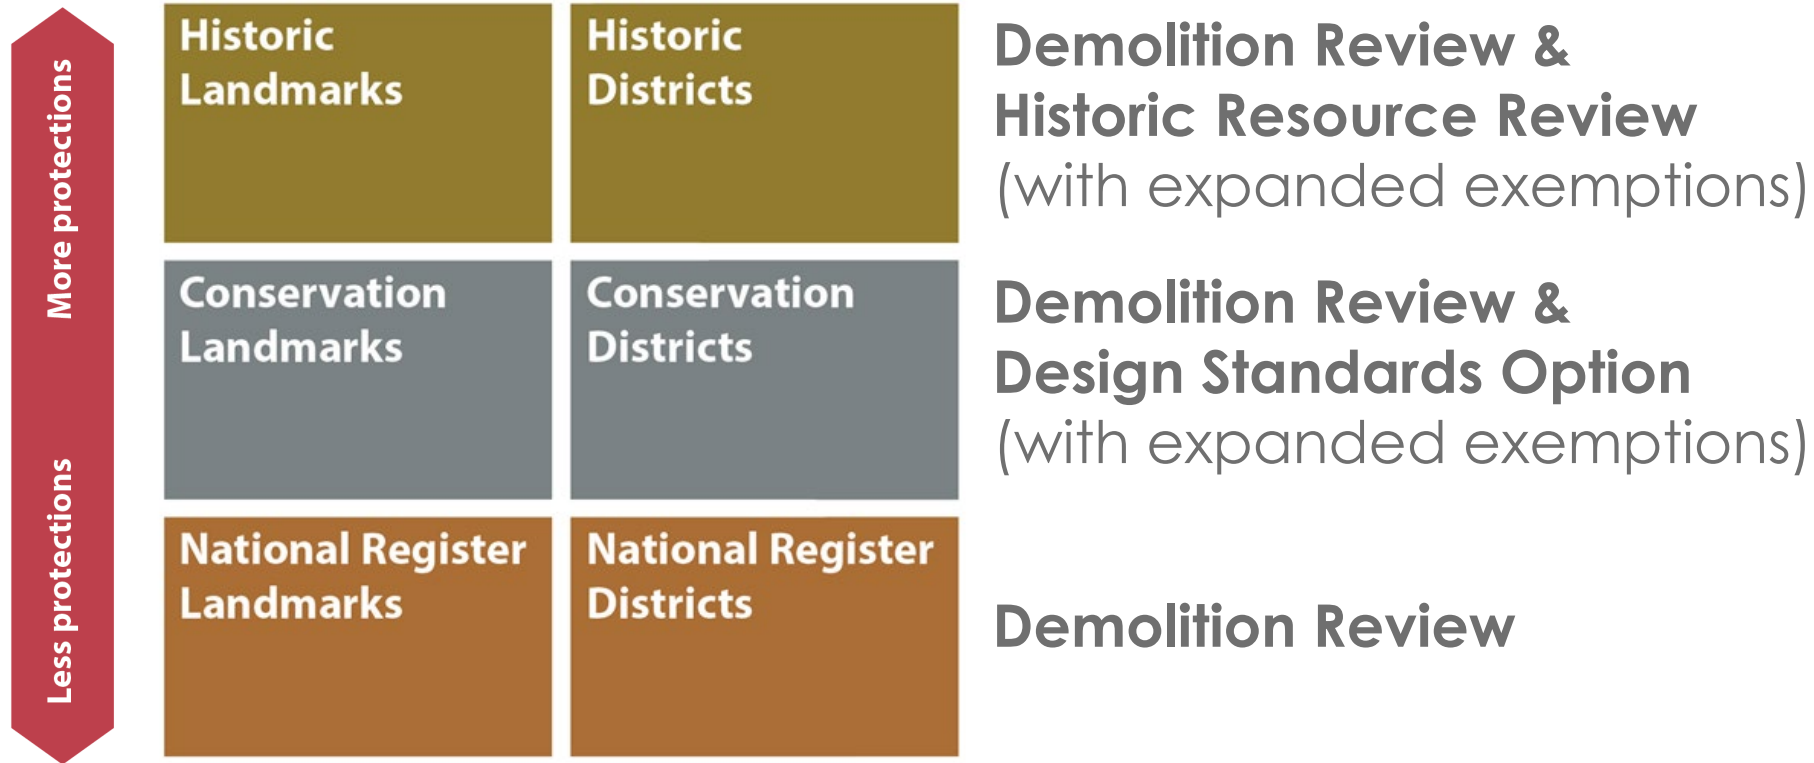 More protections
Less protections
Historic
Landmarks
Historic
Districts
Demolition Review &
Historic Resource Review
(with expanded exemptions)
Conservation
Landmarks
Conservation
Districts
Demolition Review &
Design Standards Option
(with expanded exemptions)
National Register
Landmarks
National Register
Districts
Demolition Review